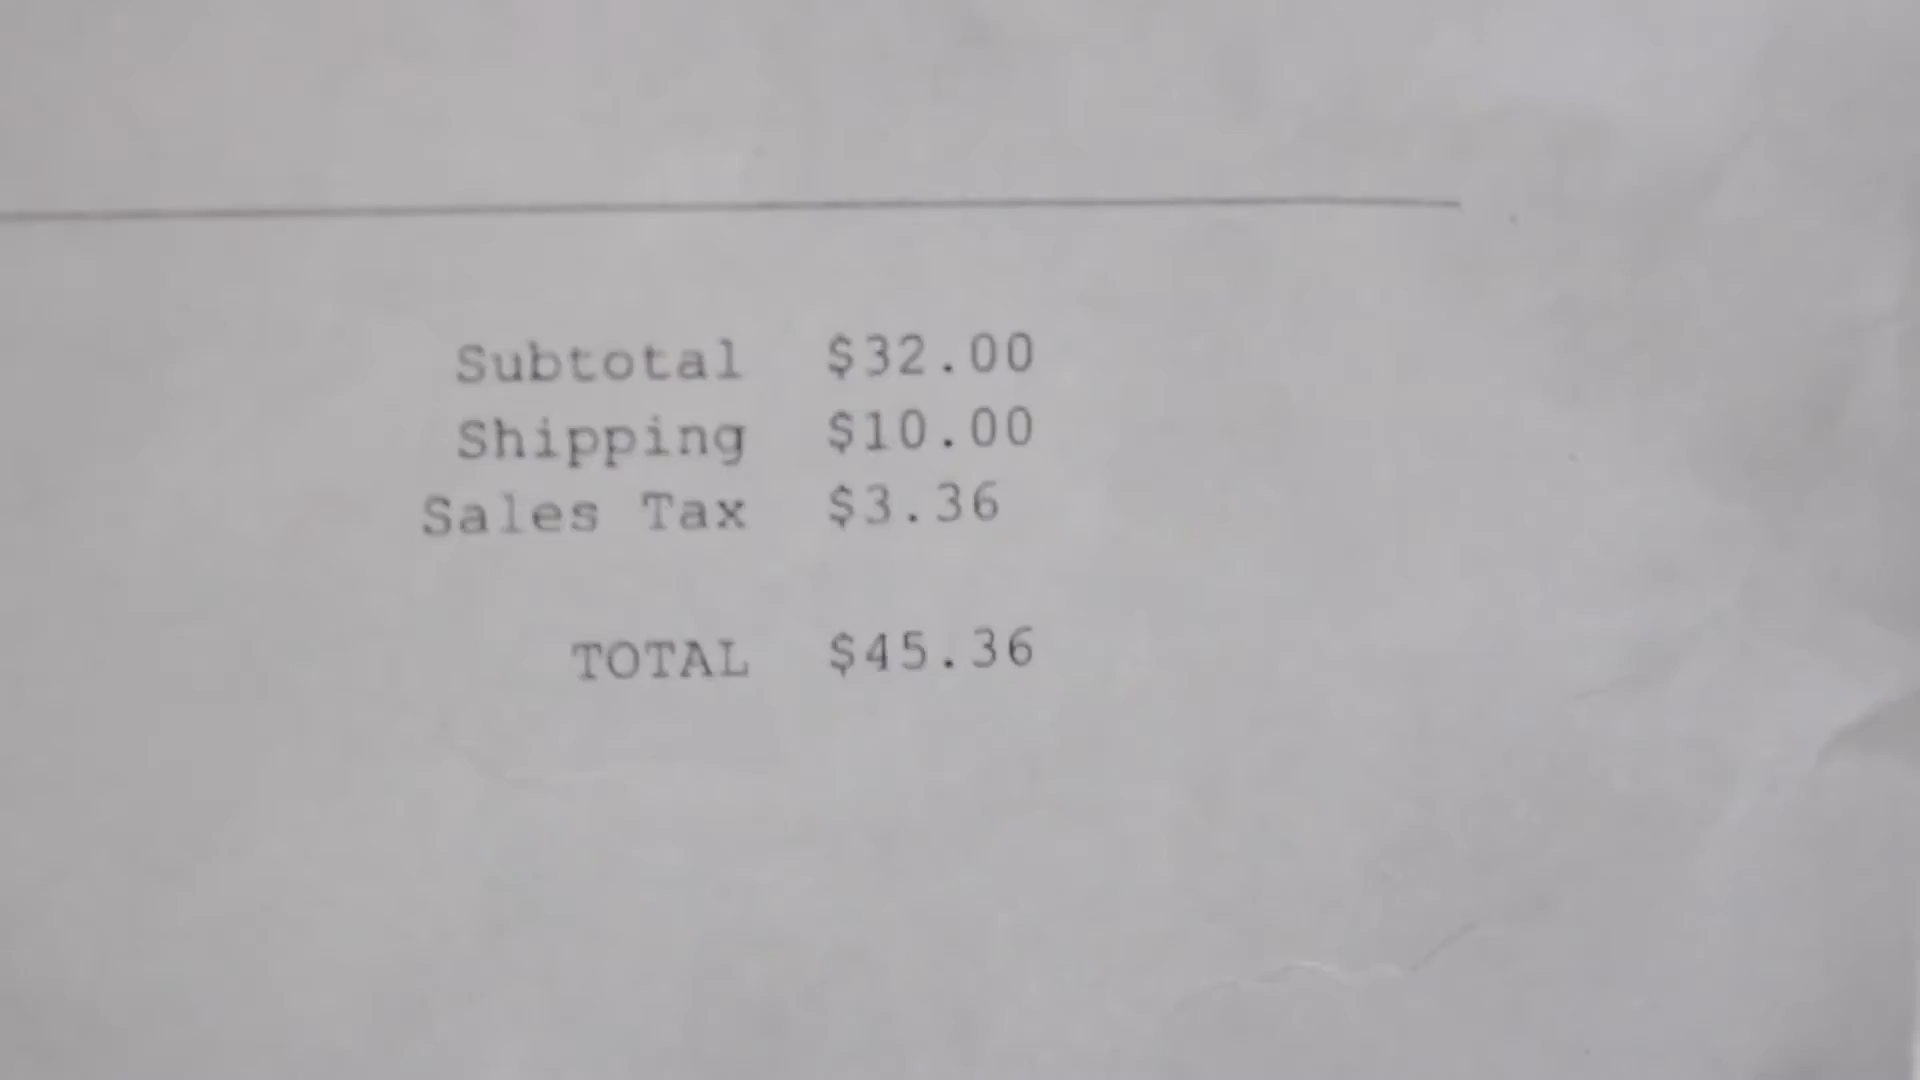 Subtotal $32.00
Shipping $10.00
Sales Tax $3.36
TOTAL $45.36